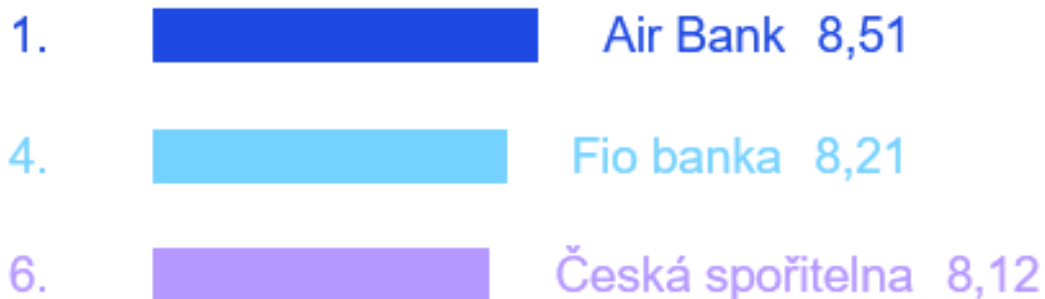 1. Air Bank 8,51
4. Fio banka 8,21
6. Česká spořitelna 8,12